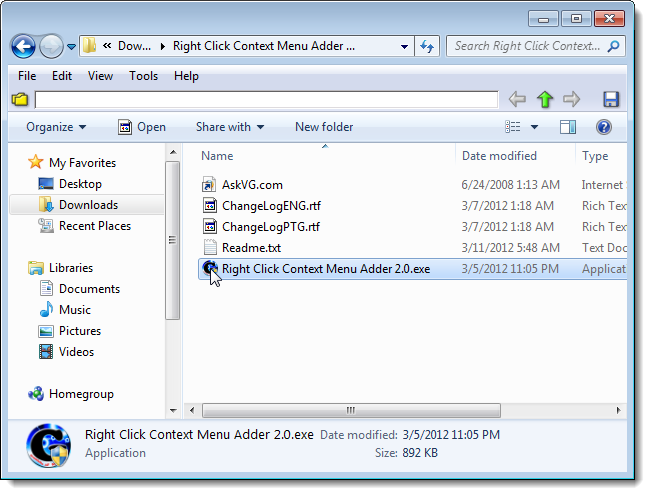 « Dow... ▸ Right Click Context Menu Adder ...
Search Right Click Context...
File Edit View Tools Help
Organize Open Share with New folder
Name Date modified Type
My Favorites
Desktop
Downloads
Recent Places
Libraries
Documents
Music
Pictures
Videos
Homegroup
AskVG.com 6/24/2008 1:13 AM Internet S
ChangeLogENG.rtf 3/7/2012 1:18 AM Rich Text
ChangeLogPTG.rtf 3/7/2012 1:18 AM Rich Text
Readme.txt 3/11/2012 5:48 AM Text Doc
Right Click Context Menu Adder 2.0.exe 3/5/2012 11:05 PM Applicat
Right Click Context Menu Adder 2.0.exe Date modified: 3/5/2012 11:05 PM
Application Size: 892 KB